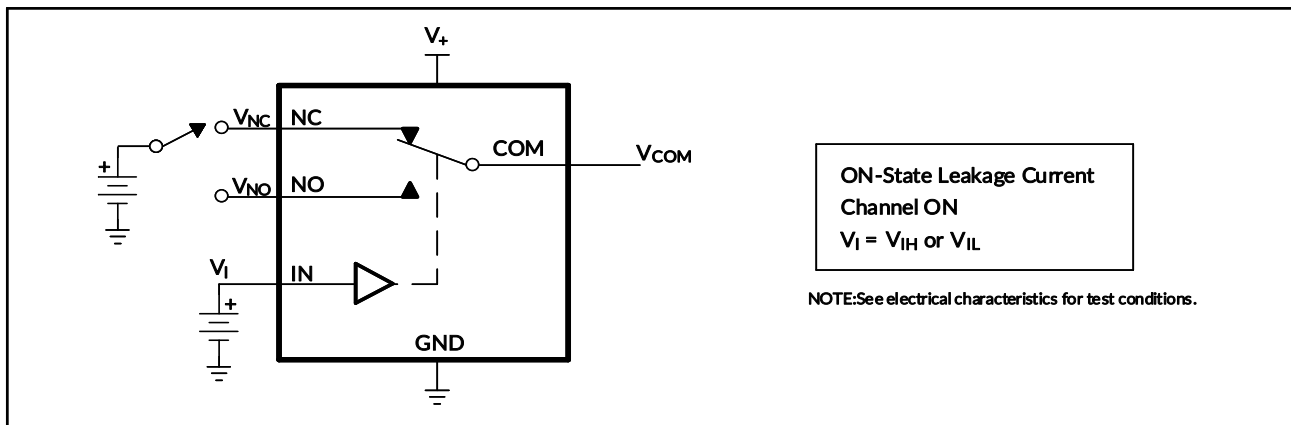 V+
VNC NC
COM
VCOM
VNO NO
VI IN
GND
+
+
ON-State Leakage Current
Channel ON
VI = VIH or VIL
NOTE:See electrical characteristics for test conditions.